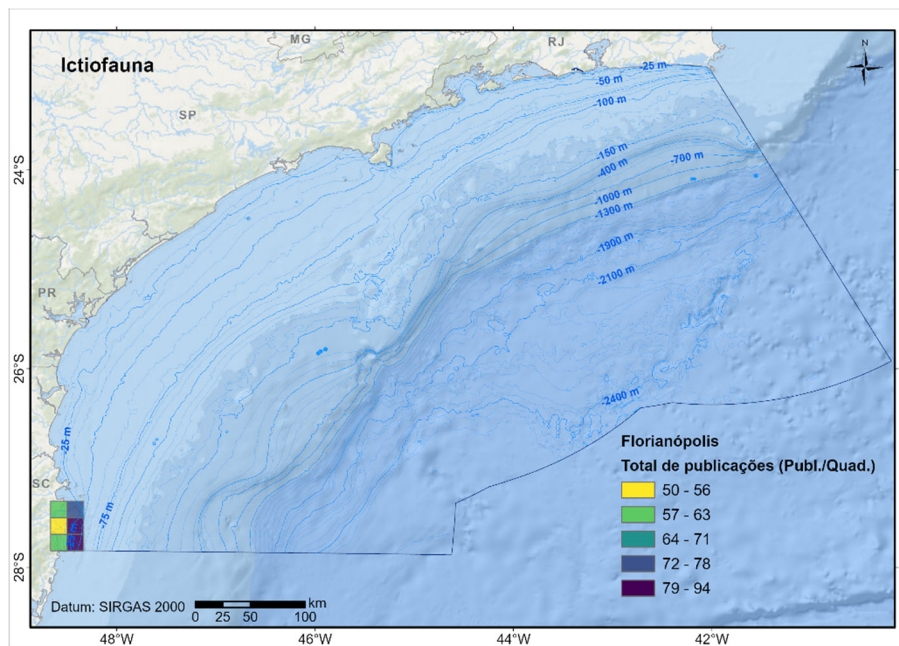 Ictiofauna
MG
RJ
N
SP
PR
SC
-25 m
-50 m
-100 m
-150 m
-400 m
-700 m
-1000 m
-1300 m
-1900 m
-2100 m
-2400 m
-25 m
-75 m
24°S
26°S
28°S
Florianópolis
Total de publicações (Publ./Quad.)
50 - 56
57 - 63
64 - 71
72 - 78
79 - 94
Datum: SIRGAS 2000
km
0 25 50 100
48°W 46°W 44°W 42°W